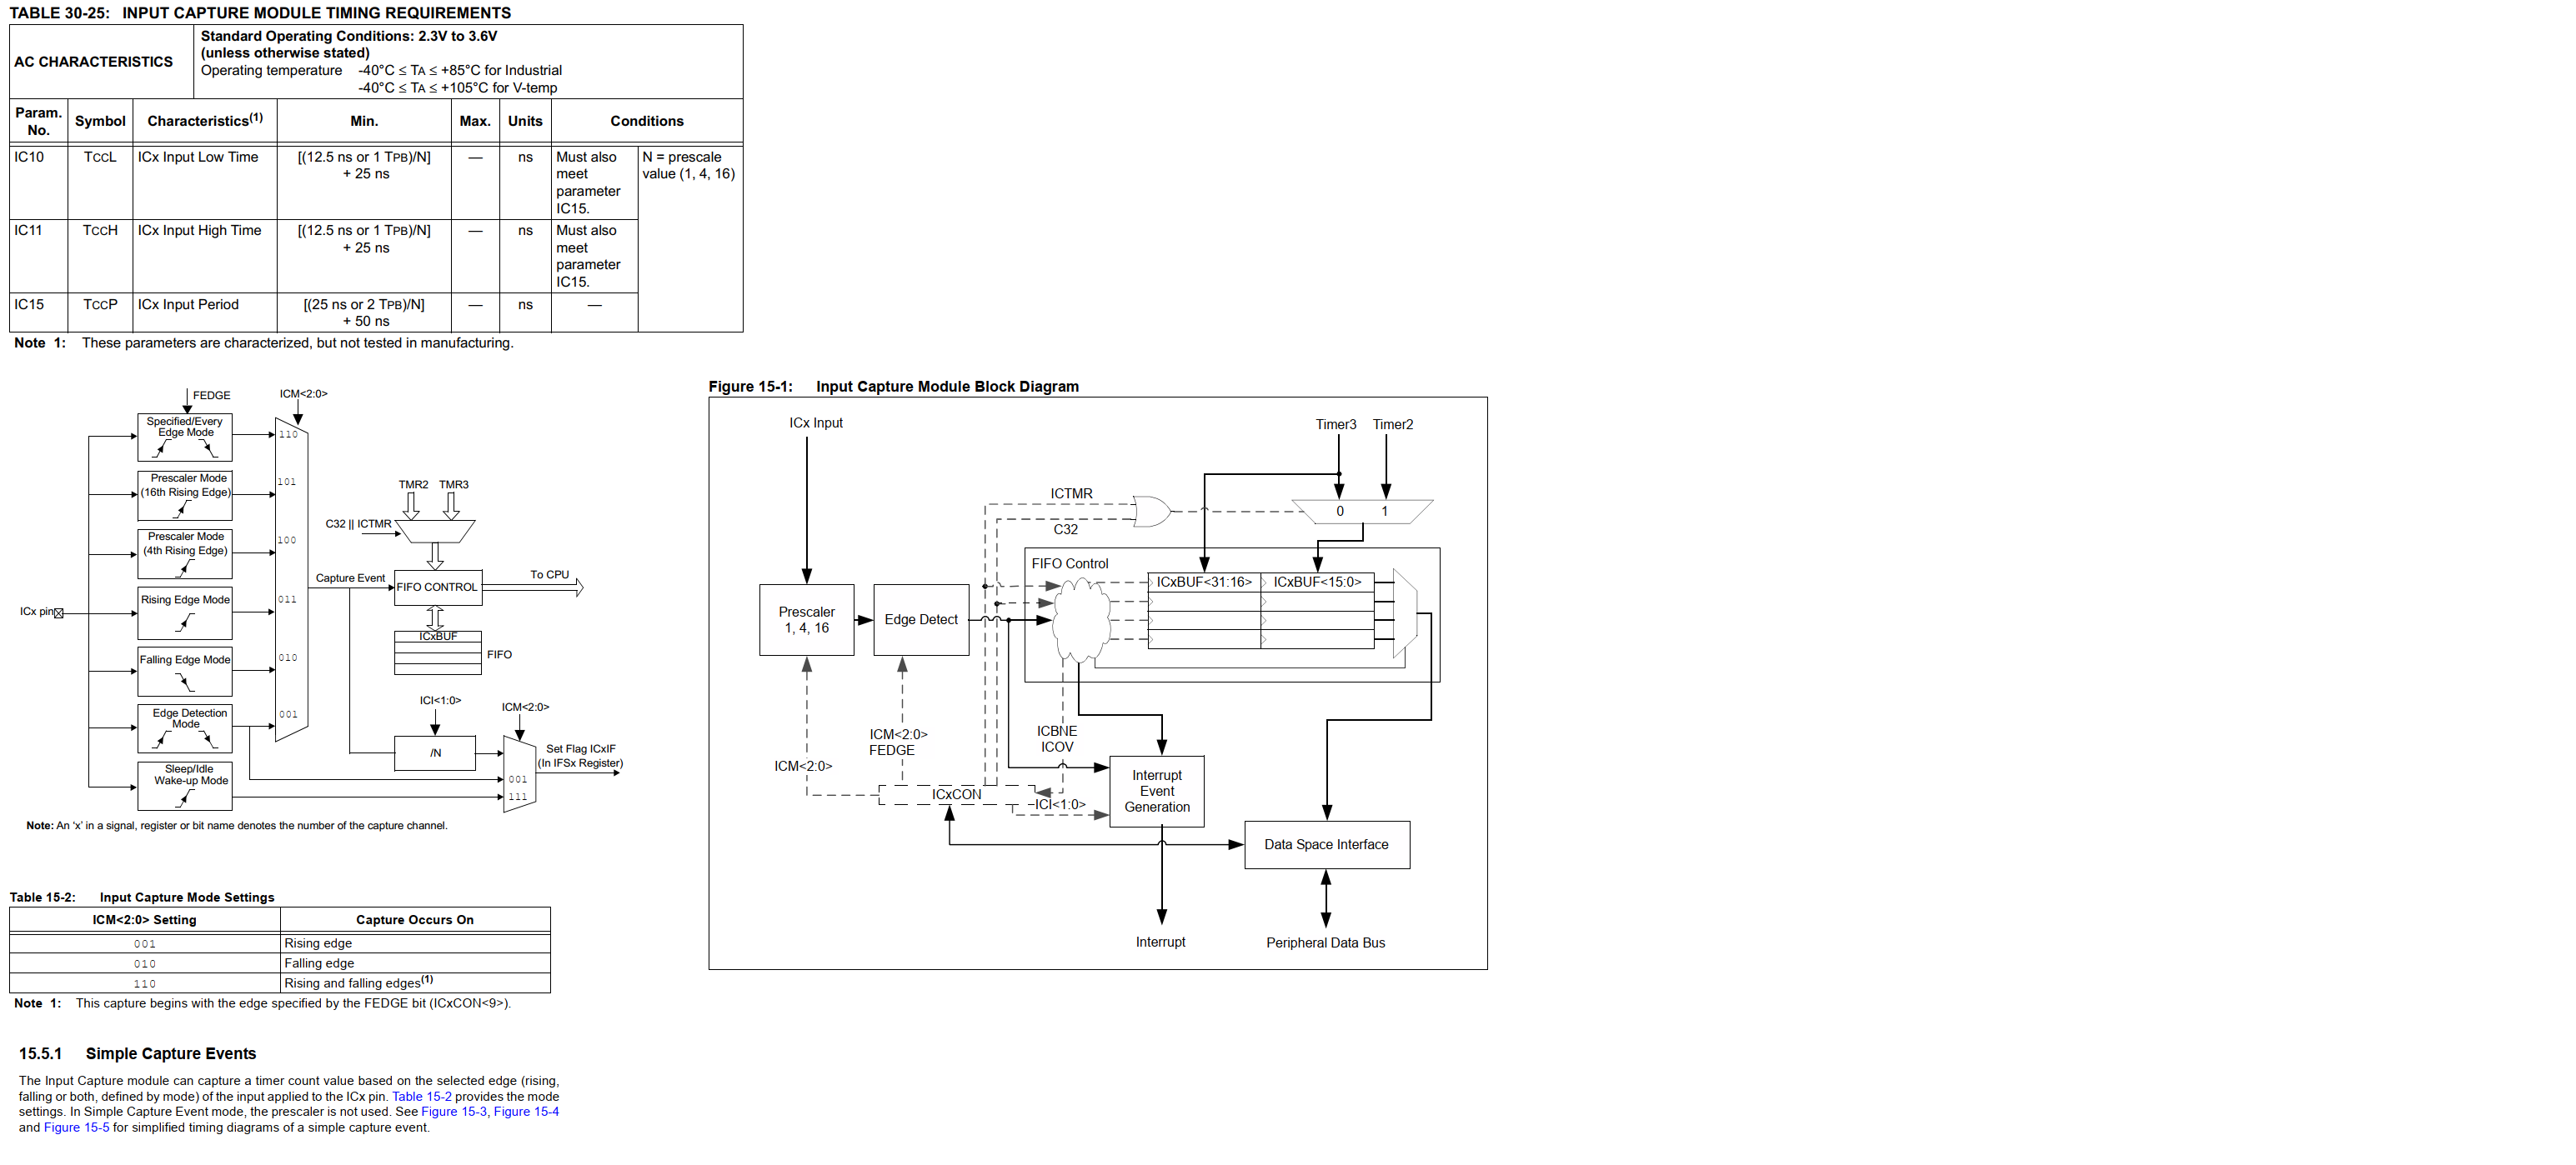 TABLE 30-25: INPUT CAPTURE MODULE TIMING REQUIREMENTS
AC CHARACTERISTICS
Standard Operating Conditions: 2.3V to 3.6V
(unless otherwise stated)
Operating temperature -40°C ≤ TA ≤ +85°C for Industrial
-40°C ≤ TA ≤ +105°C for V-temp
Param. No. Symbol Characteristics(1) Min. Max. Units Conditions
IC10 TCCL ICx Input Low Time [(12.5 ns or 1 TPB)/N] + 25 ns — ns Must also meet parameter IC15. N = prescale value (1, 4, 16)
IC11 TCCH ICx Input High Time [(12.5 ns or 1 TPB)/N] + 25 ns — ns Must also meet parameter IC15.
IC15 TCCP ICx Input Period [(25 ns or 2 TPB)/N] + 50 ns — ns —
Note 1: These parameters are characterized, but not tested in manufacturing.
FEDGE
ICM<2:0>
Specified/Every
Edge Mode
110
Prescaler Mode
(16th Rising Edge)
101
Prescaler Mode
(4th Rising Edge)
100
Rising Edge Mode
011
Falling Edge Mode
010
Edge Detection
Mode
001
Sleep/Idle
Wake-up Mode
ICx pin
TMR2 TMR3
C32 || ICTMR
Capture Event
FIFO CONTROL
To CPU
ICxBUF
FIFO
ICI<1:0>
ICM<2:0>
/N
001
111
Set Flag ICxIF
(In IFSx Register)
Note: An 'x' in a signal, register or bit name denotes the number of the capture channel.
Figure 15-1: Input Capture Module Block Diagram
ICx Input
Timer3 Timer2
ICTMR
C32
0 1
FIFO Control
ICxBUF<31:16> ICxBUF<15:0>
Prescaler
1, 4, 16
Edge Detect
ICM<2:0>
FEDGE
ICBNE
ICOV
ICM<2:0>
ICxCON
ICI<1:0>
Interrupt
Event
Generation
Data Space Interface
Interrupt
Peripheral Data Bus
Table 15-2: Input Capture Mode Settings
ICM<2:0> Setting Capture Occurs On
001 Rising edge
010 Falling edge
110 Rising and falling edges(1)
Note 1: This capture begins with the edge specified by the FEDGE bit (ICxCON<9>).
15.5.1 Simple Capture Events
The Input Capture module can capture a timer count value based on the selected edge (rising,
falling or both, defined by mode) of the input applied to the ICx pin. Table 15-2 provides the mode
settings. In Simple Capture Event mode, the prescaler is not used. See Figure 15-3, Figure 15-4
and Figure 15-5 for simplified timing diagrams of a simple capture event.